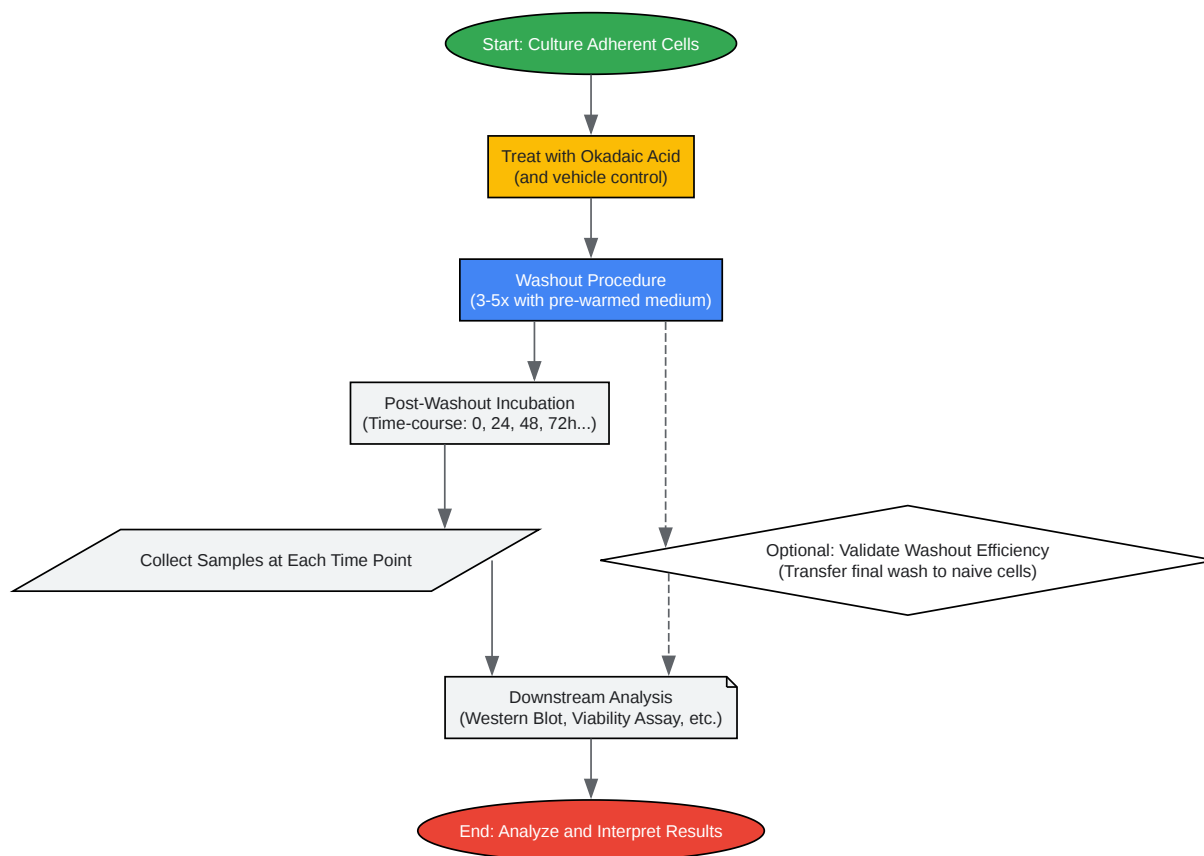 Start: Culture Adherent Cells
Treat with Okadaic Acid
(and vehicle control)
Washout Procedure
(3-5x with pre-warmed medium)
Post-Washout Incubation
(Time-course: 0, 24, 48, 72h...)
Collect Samples at Each Time Point
Optional: Validate Washout Efficiency
(Transfer final wash to naive cells)
Downstream Analysis
(Western Blot, Viability Assay, etc.)
End: Analyze and Interpret Results